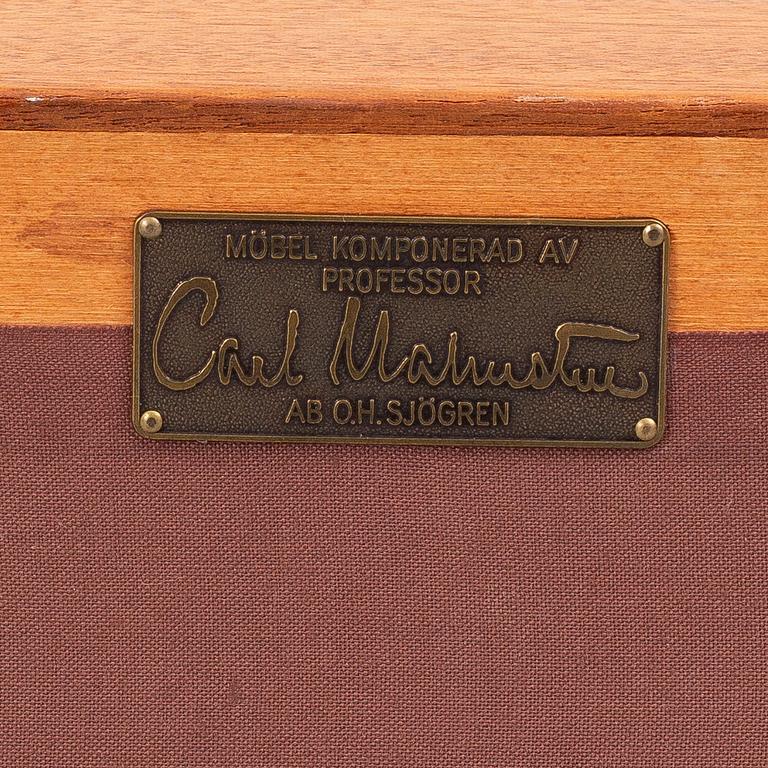 MÖBEL KOMPONERAD AV
PROFESSOR
Carl Malmsten
AB O.H. SJÖGREN